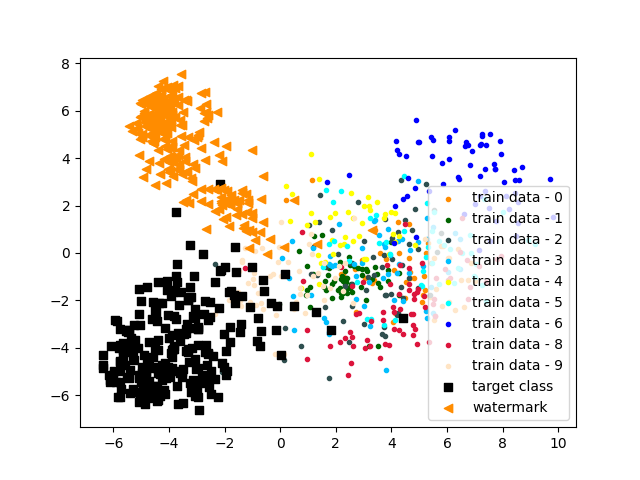 8
6
4
2
0
−2
−4
−6
−6
−4
−2
0
2
4
6
8
10
train data - 0
train data - 1
train data - 2
train data - 3
train data - 4
train data - 5
train data - 6
train data - 8
train data - 9
target class
watermark